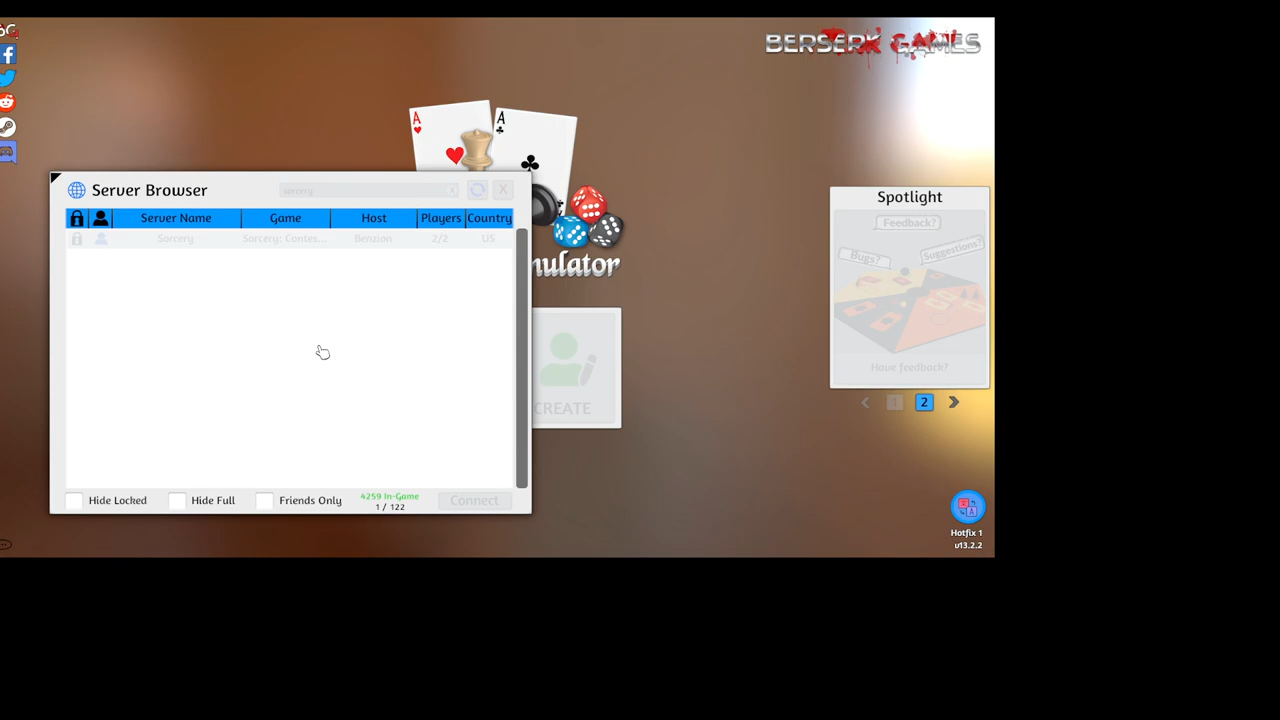 BERSERK GAMES
A
A
Server Browser
sorcery
x
X
Server Name Game Host Players Country
Sorcery Sorcery: Contes... Benzion 2/2 US
Hide Locked
Hide Full
Friends Only
4259 In-Game
1 / 122
Connect
CREATE
Spotlight
Feedback?
Bugs?
Suggestions?
Have feedback?
< 1 2 >
Hotfix 1
v13.2.2